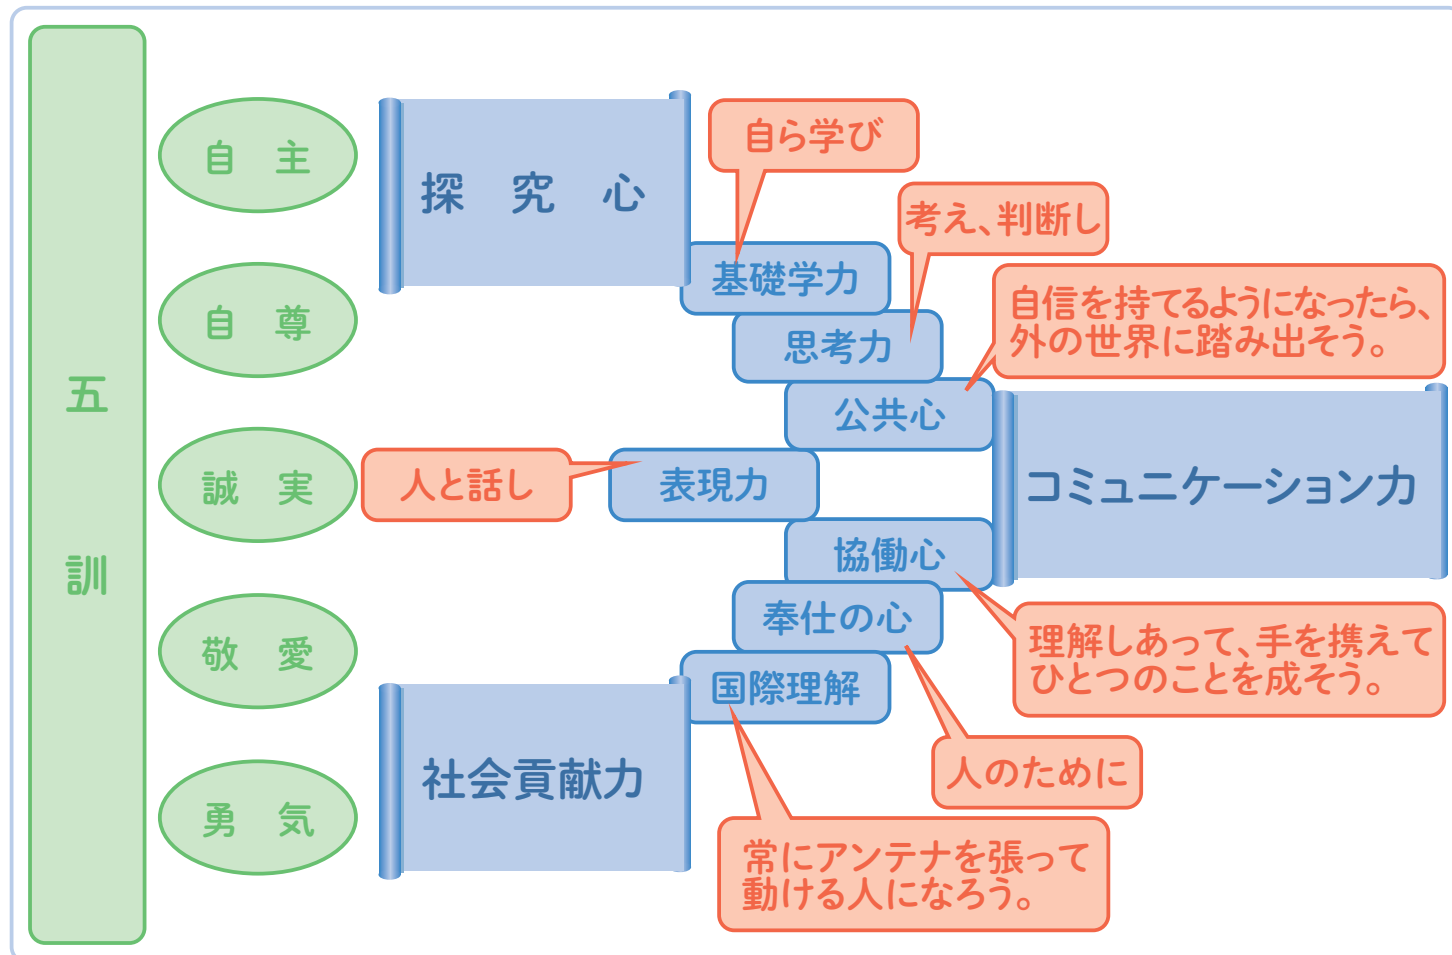 五訓
自　主
自　尊
誠　実
敬　愛
勇　気
探　究　心
自ら学び
基礎学力
考え、判断し
思考力
自信を持てるようになったら、
外の世界に踏み出そう。
公共心
人と話し
表現力
コミュニケーション力
協働心
理解しあって、手を携えて
ひとつのことを成そう。
奉仕の心
人のために
国際理解
常にアンテナを張って
動ける人になろう。
社会貢献力